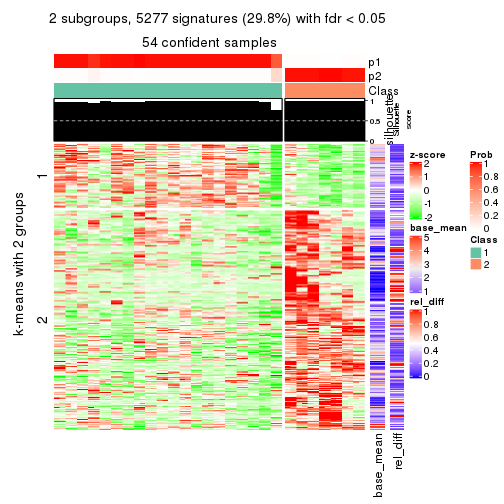 2 subgroups, 5277 signatures (29.8%) with fdr < 0.05
54 confident samples
p1
p2
Class
1
0.5
0
silhouette
Silhouette
score
k-means with 2 groups
1
2
base_mean
rel_diff
z-score
2
1
0
-1
-2
base_mean
5
4
3
2
1
rel_diff
1
0.8
0.6
0.4
0.2
0
Prob
1
0.8
0.6
0.4
0.2
0
Class
1
2